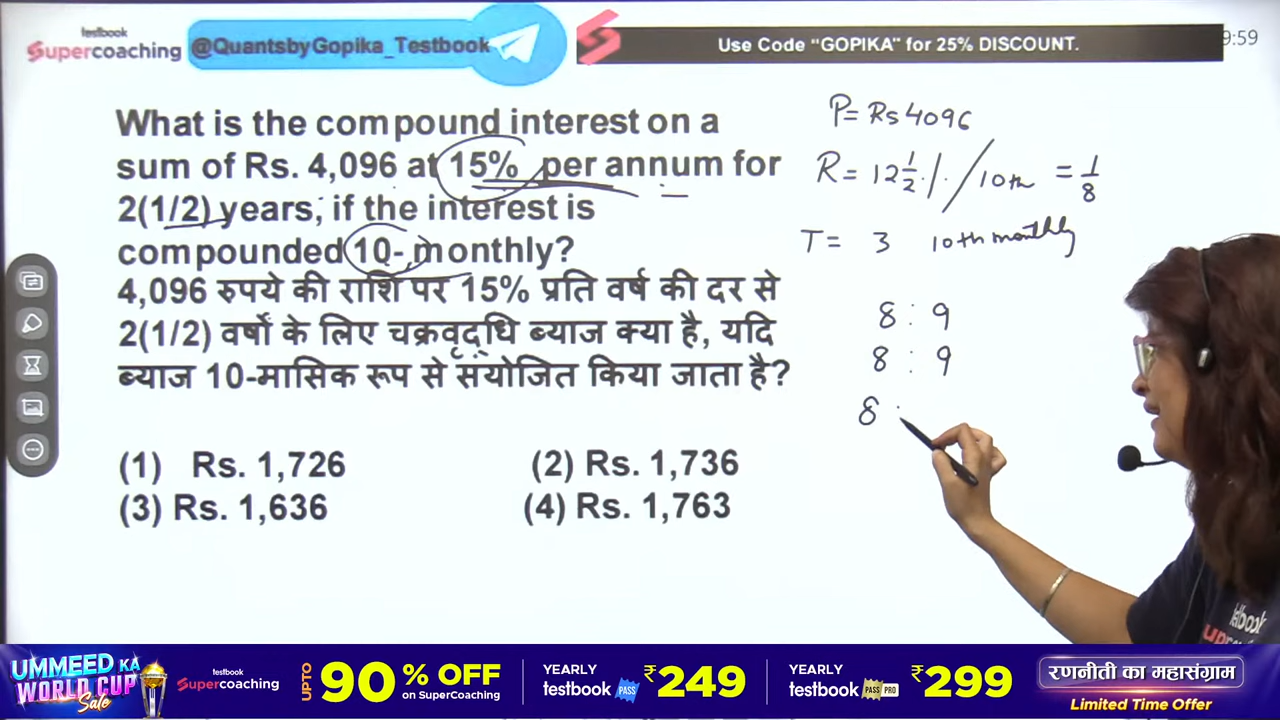 testbook
Supercoaching
@QuantsbyGopika_Testbook
Use Code "GOPIKA" for 25% DISCOUNT.
9:59
What is the compound interest on a
sum of Rs. 4,096 at 15% per annum for
2(1/2) years, if the interest is
compounded 10- monthly?
4,096 रुपये की राशि पर 15% प्रति वर्ष की दर से
2(1/2) वर्षों के लिए चक्रवृद्धि ब्याज क्या है, यदि
ब्याज 10-मासिक रूप से संयोजित किया जाता है?
(1) Rs. 1,726
(2) Rs. 1,736
(3) Rs. 1,636
(4) Rs. 1,763
P= Rs 4096
R= 12 1/2 % / 10th = 1/8
T= 3 10th monthly
8 : 9
8 : 9
8 :
UMMEED KA
WORLD CUP
Sale
testbook
Supercoaching
UPTO 90% OFF
on SuperCoaching
YEARLY
testbook PASS
₹249
YEARLY
testbook PASS PRO
₹299
रणनीती का महासंग्राम
Limited Time Offer